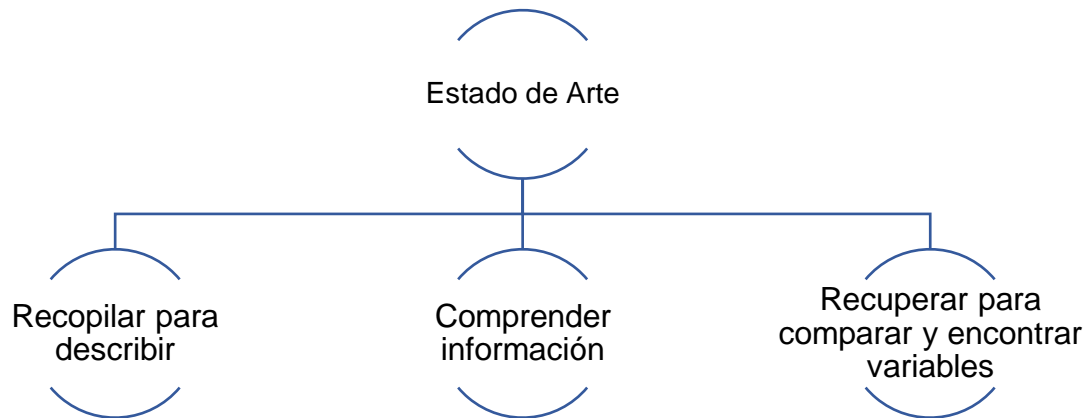 Estado de Arte
Recopilar para
describir
Comprender
información
Recuperar para
comparar y encontrar
variables